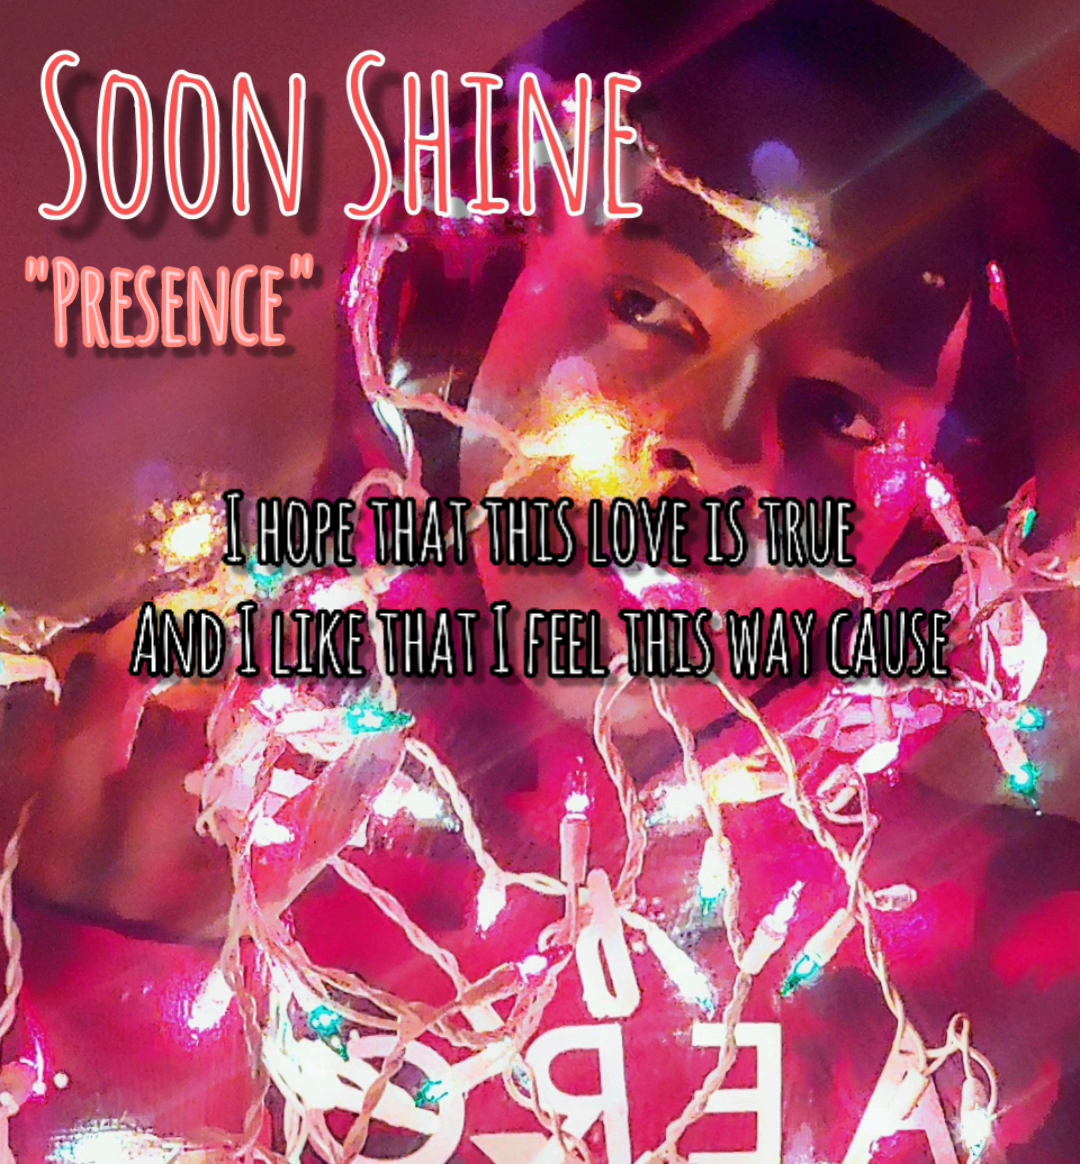 Soon Shine
"Presence"
I hope that this love is true
And I like that I feel this way cause